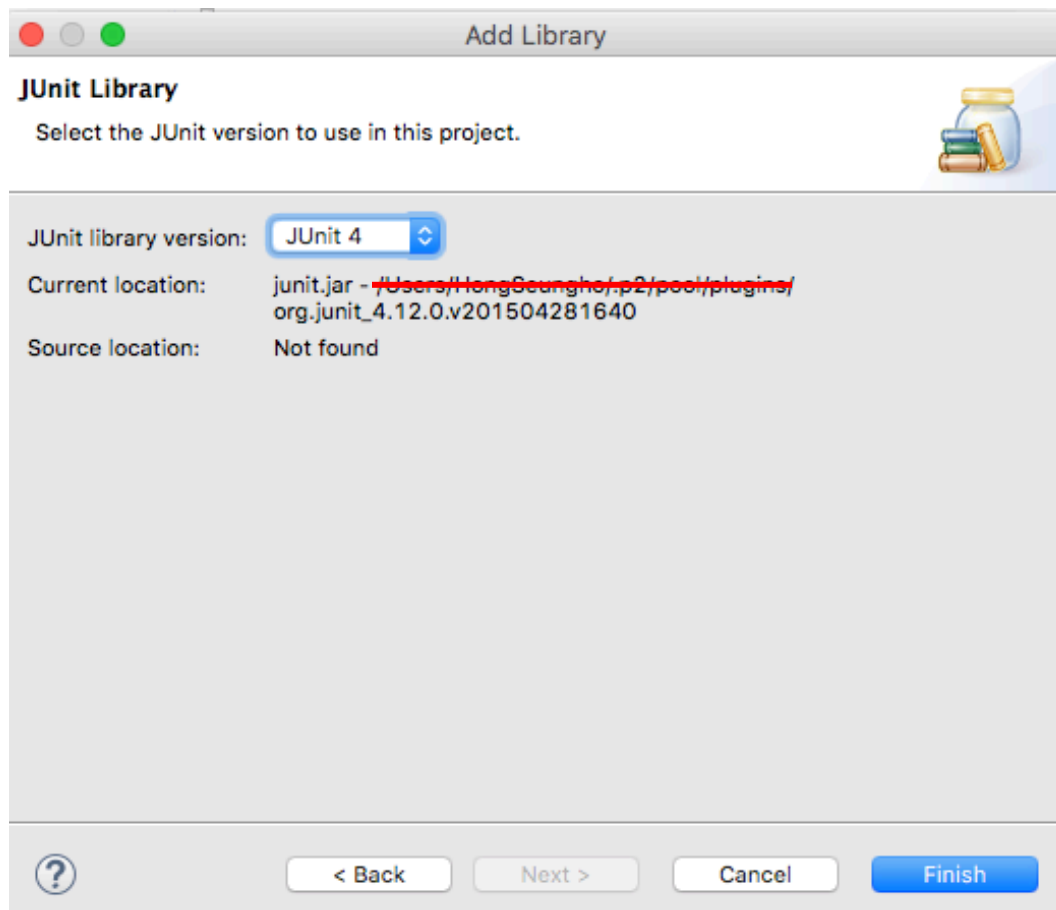 Add Library
JUnit Library
Select the JUnit version to use in this project.
JUnit library version: JUnit 4
Current location: junit.jar - /
org.junit_4.12.0.v201504281640
Source location: Not found
? < Back Next > Cancel Finish